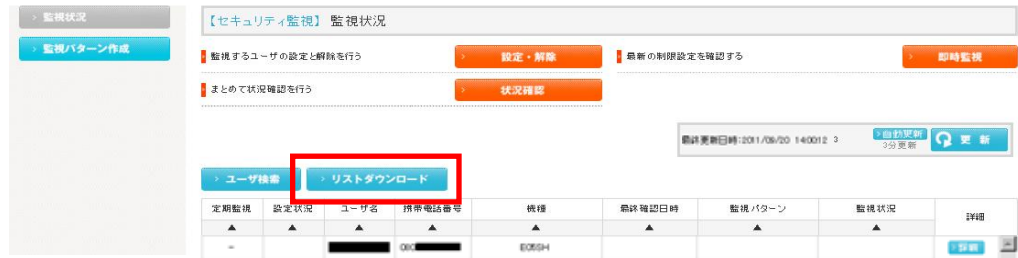 監視状況
監視パターン作成
【セキュリティ監視】 監視状況
監視するユーザの設定と解除を行う
設定・解除
最新の制限設定を確認する
即時監視
まとめて状況確認を行う
状況確認
最終更新日時:2011/09/20 14:00:12 3
自動更新
3分更新
更 新
ユーザ検索
リストダウンロード
定期監視 設定状況 ユーザ名 携帯電話番号 機種 最終確認日時 監視パターン 監視状況 詳細
▲ ▲ ▲ ▲ ▲ ▲ ▲ ▲
- 080 E05SH 詳細